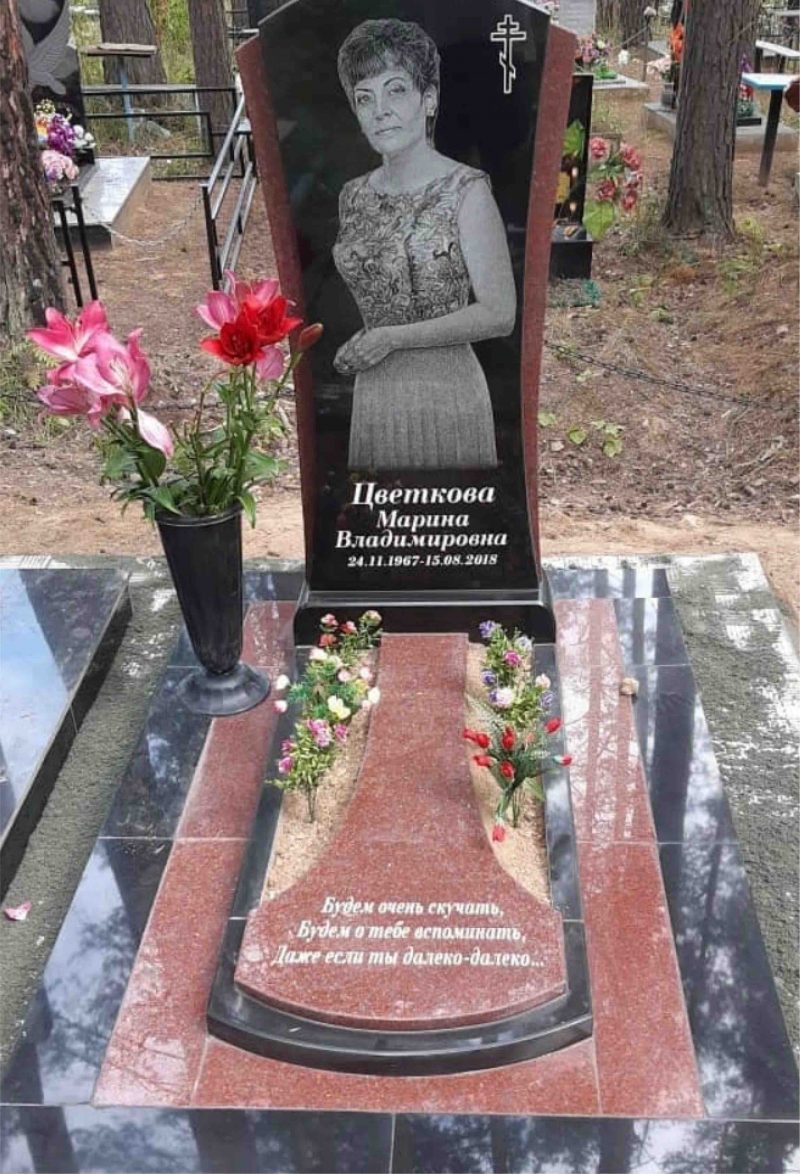 Цветкова
Марина
Владимировна
24.11.1967-15.08.2018
Будем очень скучать,
Будем о тебе вспоминать,
Даже если ты далеко-далеко...